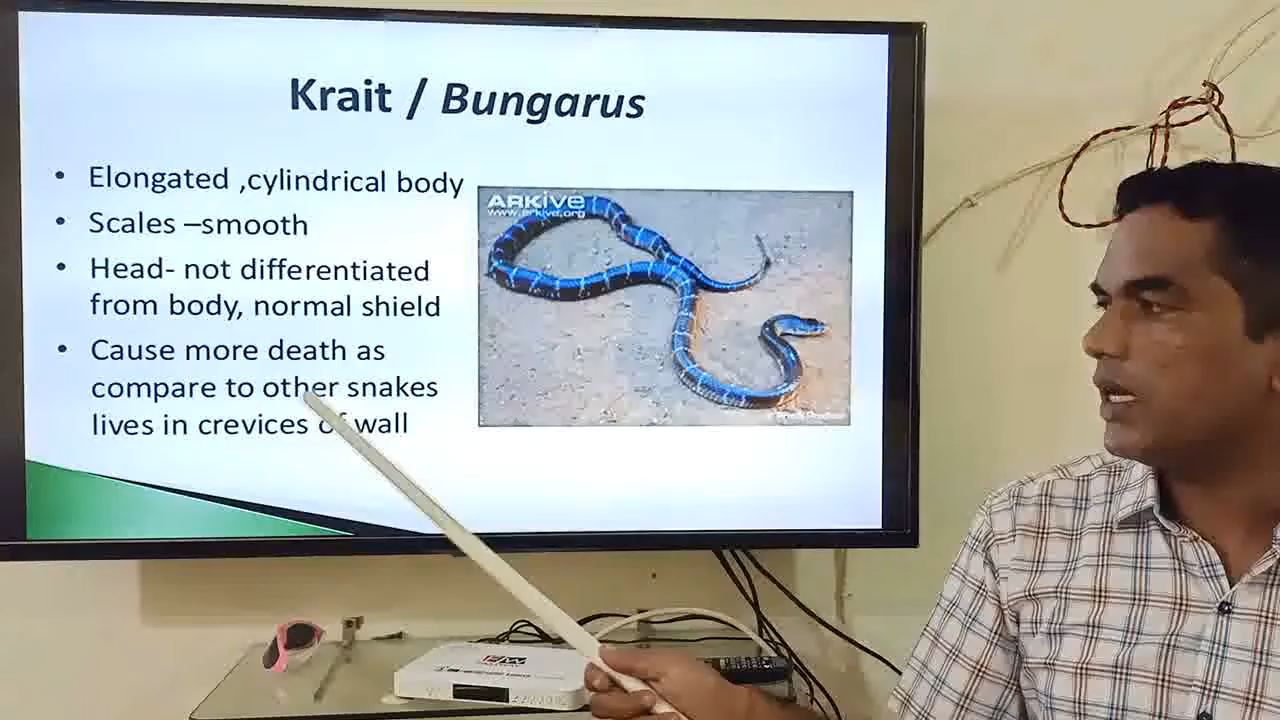 Krait / Bungarus
• Elongated ,cylindrical body
• Scales –smooth
• Head- not differentiated
from body, normal shield
• Cause more death as
compare to other snakes
lives in crevices of wall
ARKive
www.arkive.org